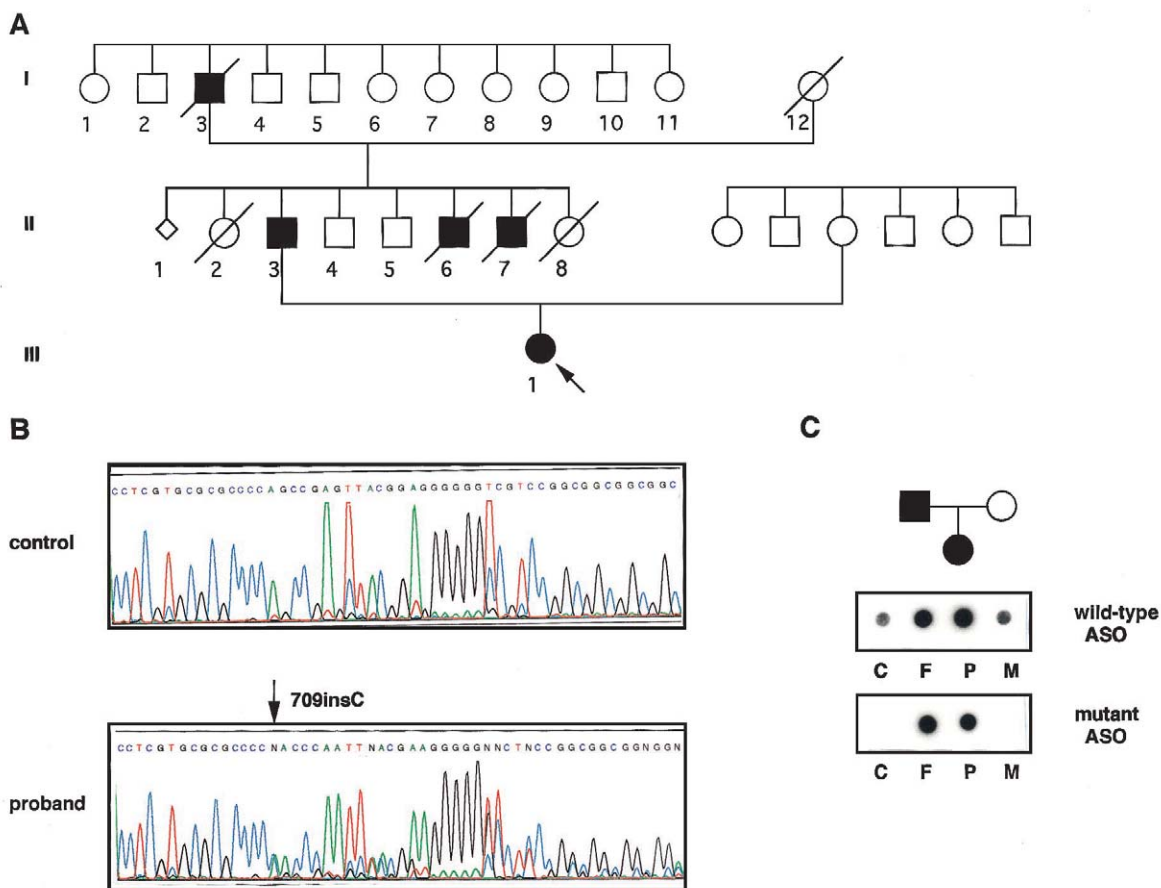 A
I
1 2 3 4 5 6 7 8 9 10 11 12
II
1 2 3 4 5 6 7 8
III
1
B
C
CCTCGTGCGCGCCCCAGCCGAGTTACGGAGGGGGGTCGTCCGGCGGCGGCGGC
control
709insC
CCTCGTGCGCGCCCCNACCCAATTNACGAAGGGGGNNCTNCCGGCGGCGGNGGN
proband
wild-type
ASO
C F P M
mutant
ASO
C F P M